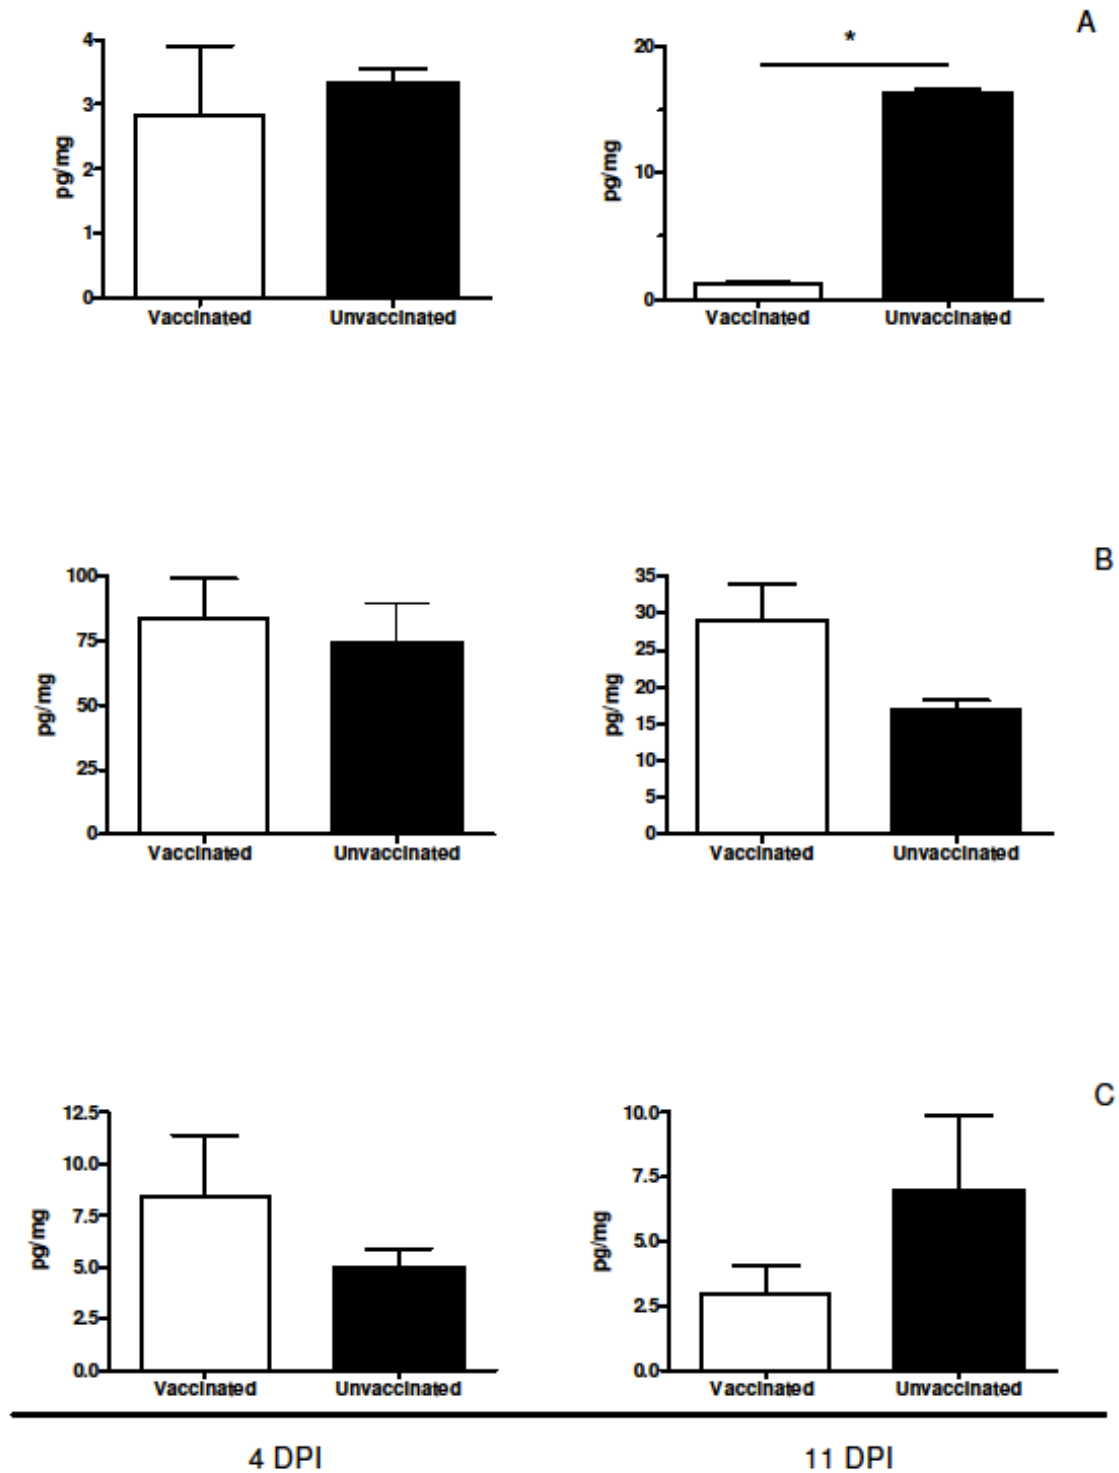 A
4
3
2
1
0
pg/mg
Vaccinated
Unvaccinated
20
10
0
pg/mg
*
Vaccinated
Unvaccinated
B
100
75
50
25
0
pg/mg
Vaccinated
Unvaccinated
35
30
25
20
15
10
5
0
pg/mg
Vaccinated
Unvaccinated
C
12.5
10.0
7.5
5.0
2.5
0.0
pg/mg
Vaccinated
Unvaccinated
10.0
7.5
5.0
2.5
0.0
pg/mg
Vaccinated
Unvaccinated
4 DPI
11 DPI